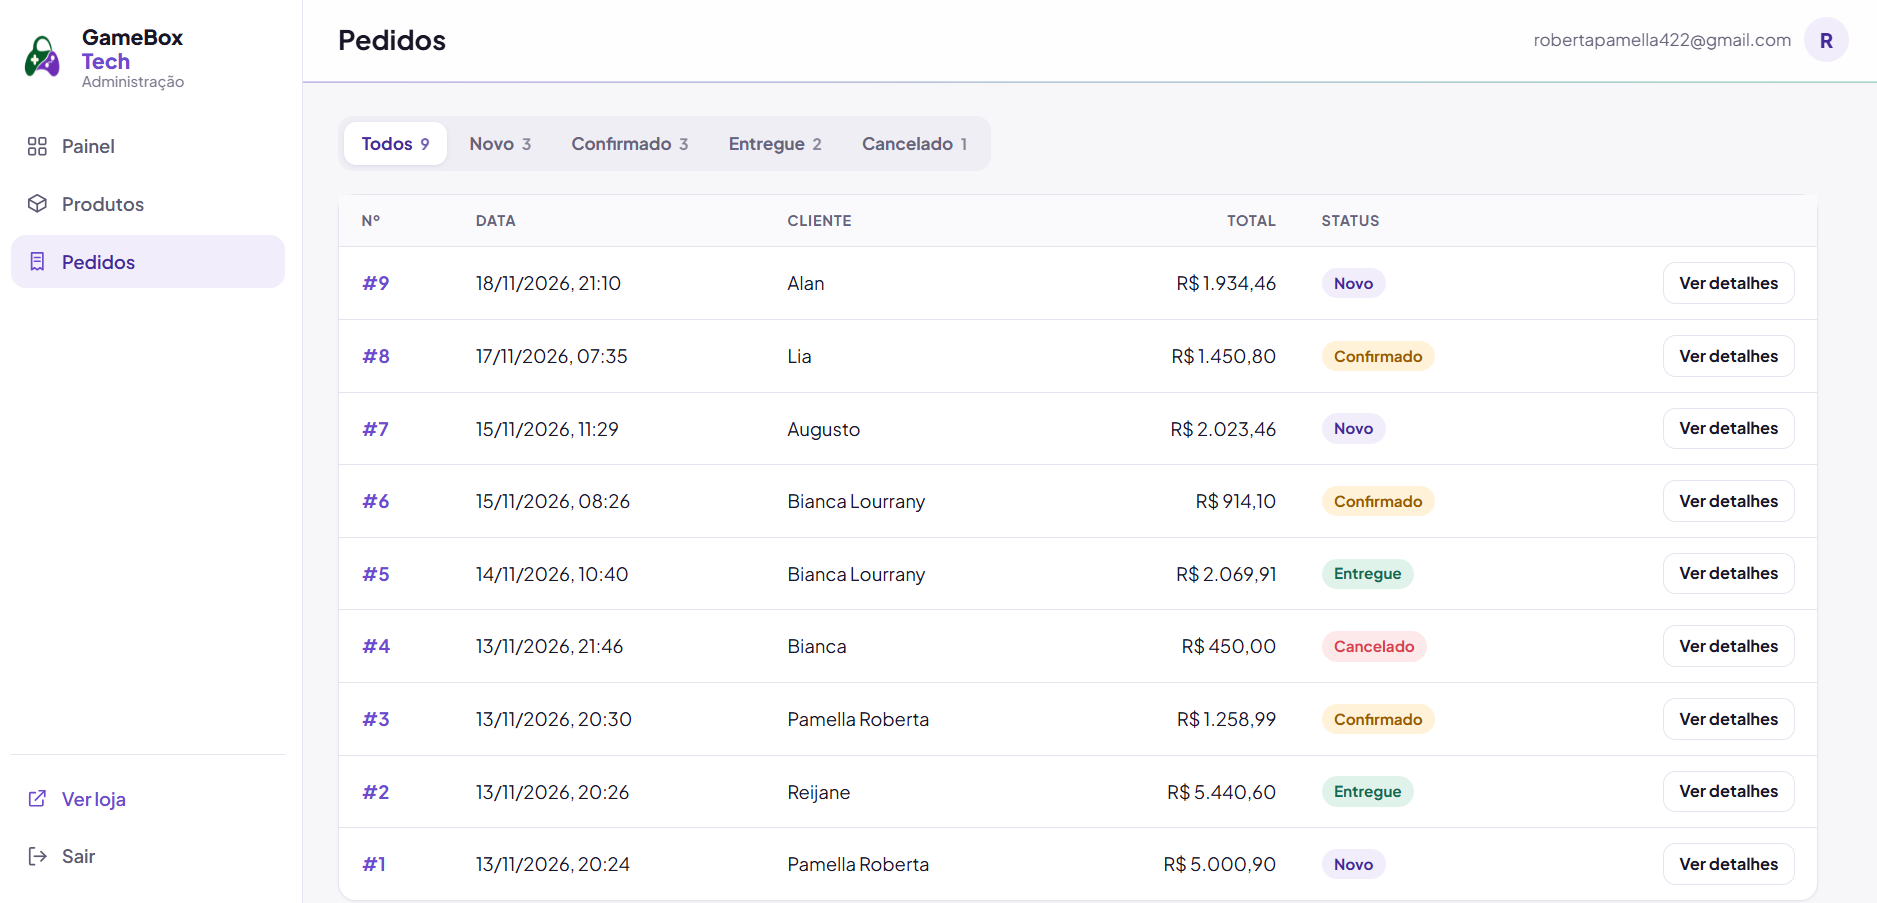 GameBox
Tech
Administração
Painel
Produtos
Pedidos
Ver loja
Sair
Pedidos
robertapamella422@gmail.com R
Todos 9 Novo 3 Confirmado 3 Entregue 2 Cancelado 1
Nº DATA CLIENTE TOTAL STATUS
#9 18/11/2026, 21:10 Alan R$ 1.934,46 Novo Ver detalhes
#8 17/11/2026, 07:35 Lia R$ 1.450,80 Confirmado Ver detalhes
#7 15/11/2026, 11:29 Augusto R$ 2.023,46 Novo Ver detalhes
#6 15/11/2026, 08:26 Bianca Lourrany R$ 914,10 Confirmado Ver detalhes
#5 14/11/2026, 10:40 Bianca Lourrany R$ 2.069,91 Entregue Ver detalhes
#4 13/11/2026, 21:46 Bianca R$ 450,00 Cancelado Ver detalhes
#3 13/11/2026, 20:30 Pamella Roberta R$ 1.258,99 Confirmado Ver detalhes
#2 13/11/2026, 20:26 Reijane R$ 5.440,60 Entregue Ver detalhes
#1 13/11/2026, 20:24 Pamella Roberta R$ 5.000,90 Novo Ver detalhes